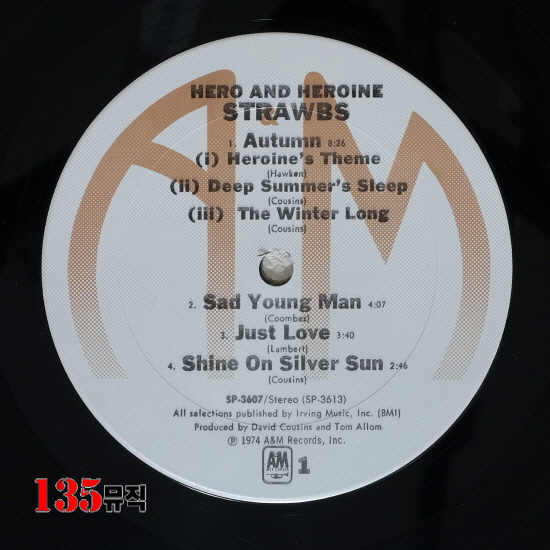 HERO AND HEROINE
STRAWBS
A&M
1. Autumn 8:26
(i) Heroine's Theme
(Hawken)
(ii) Deep Summer's Sleep
(Cousins)
(iii) The Winter Long
(Cousins)
2. Sad Young Man 4:07
(Coombes)
3. Just Love 3:40
(Lambert)
4. Shine On Silver Sun 2:46
(Cousins)
SP-3607/Stereo (SP-3613)
All selections published by Irving Music, Inc. (BMI)
Produced by David Cousins and Tom Allom
℗ 1974 A&M Records, Inc.
A&M RECORDS 1
135뮤직